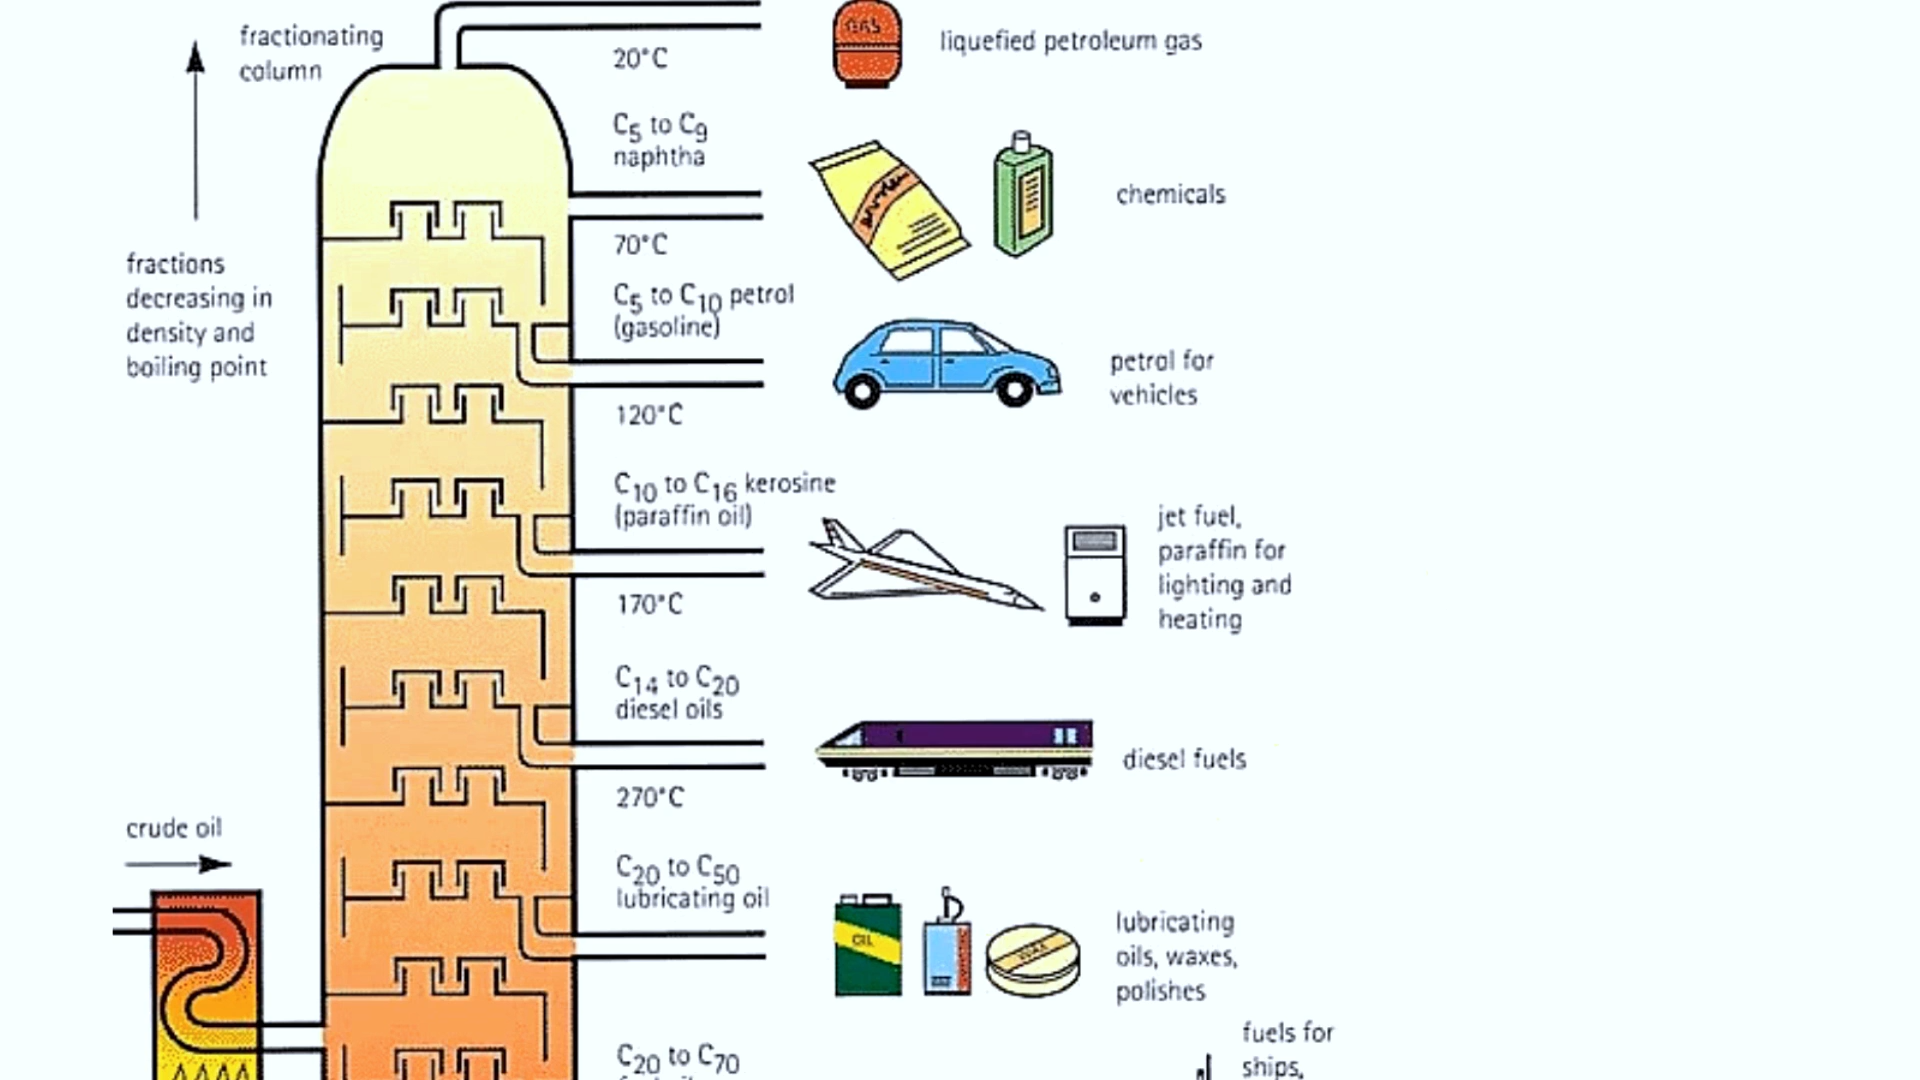 fractionating
column
20°C
GAS
liquefied petroleum gas
C5 to C9
naphtha
chemicals
70°C
fractions
decreasing in
density and
boiling point
C5 to C10 petrol
(gasoline)
petrol for
vehicles
120°C
C10 to C16 kerosine
(paraffin oil)
jet fuel,
paraffin for
lighting and
heating
170°C
C14 to C20
diesel oils
diesel fuels
270°C
crude oil
C20 to C50
lubricating oil
OIL
lubricating
oils, waxes,
polishes
C20 to C70
fuels for
ships,